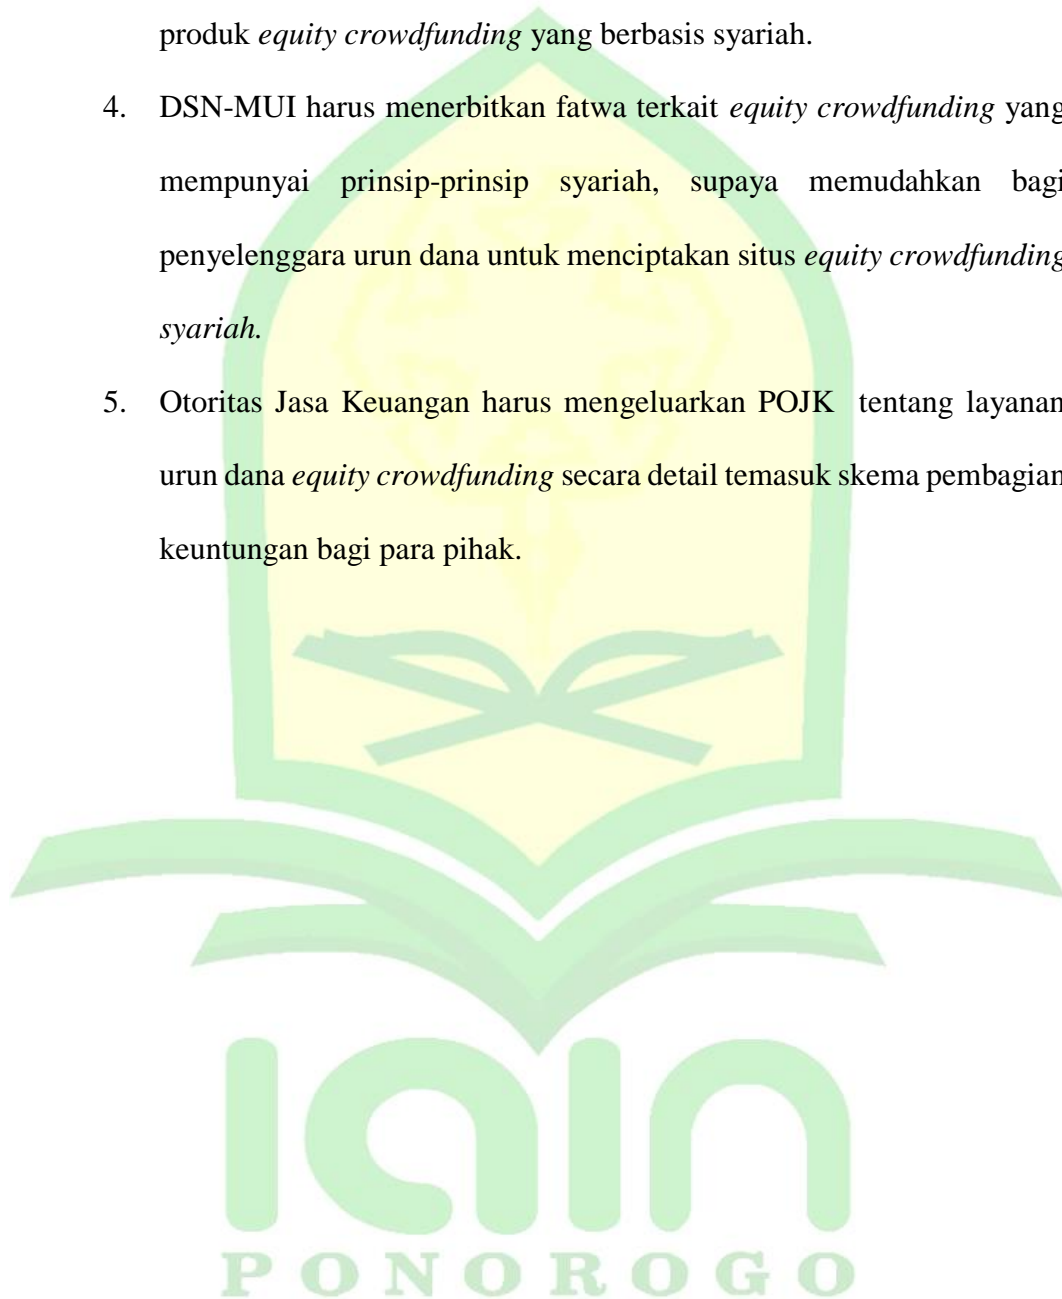 produk equity crowdfunding yang berbasis syariah.
4. DSN-MUI harus menerbitkan fatwa terkait equity crowdfunding yang
mempunyai prinsip-prinsip syariah, supaya memudahkan bagi
penyelenggara urun dana untuk menciptakan situs equity crowdfunding
syariah.
5. Otoritas Jasa Keuangan harus mengeluarkan POJK tentang layanan
urun dana equity crowdfunding secara detail temasuk skema pembagian
keuntungan bagi para pihak.
iain
PONOROGO